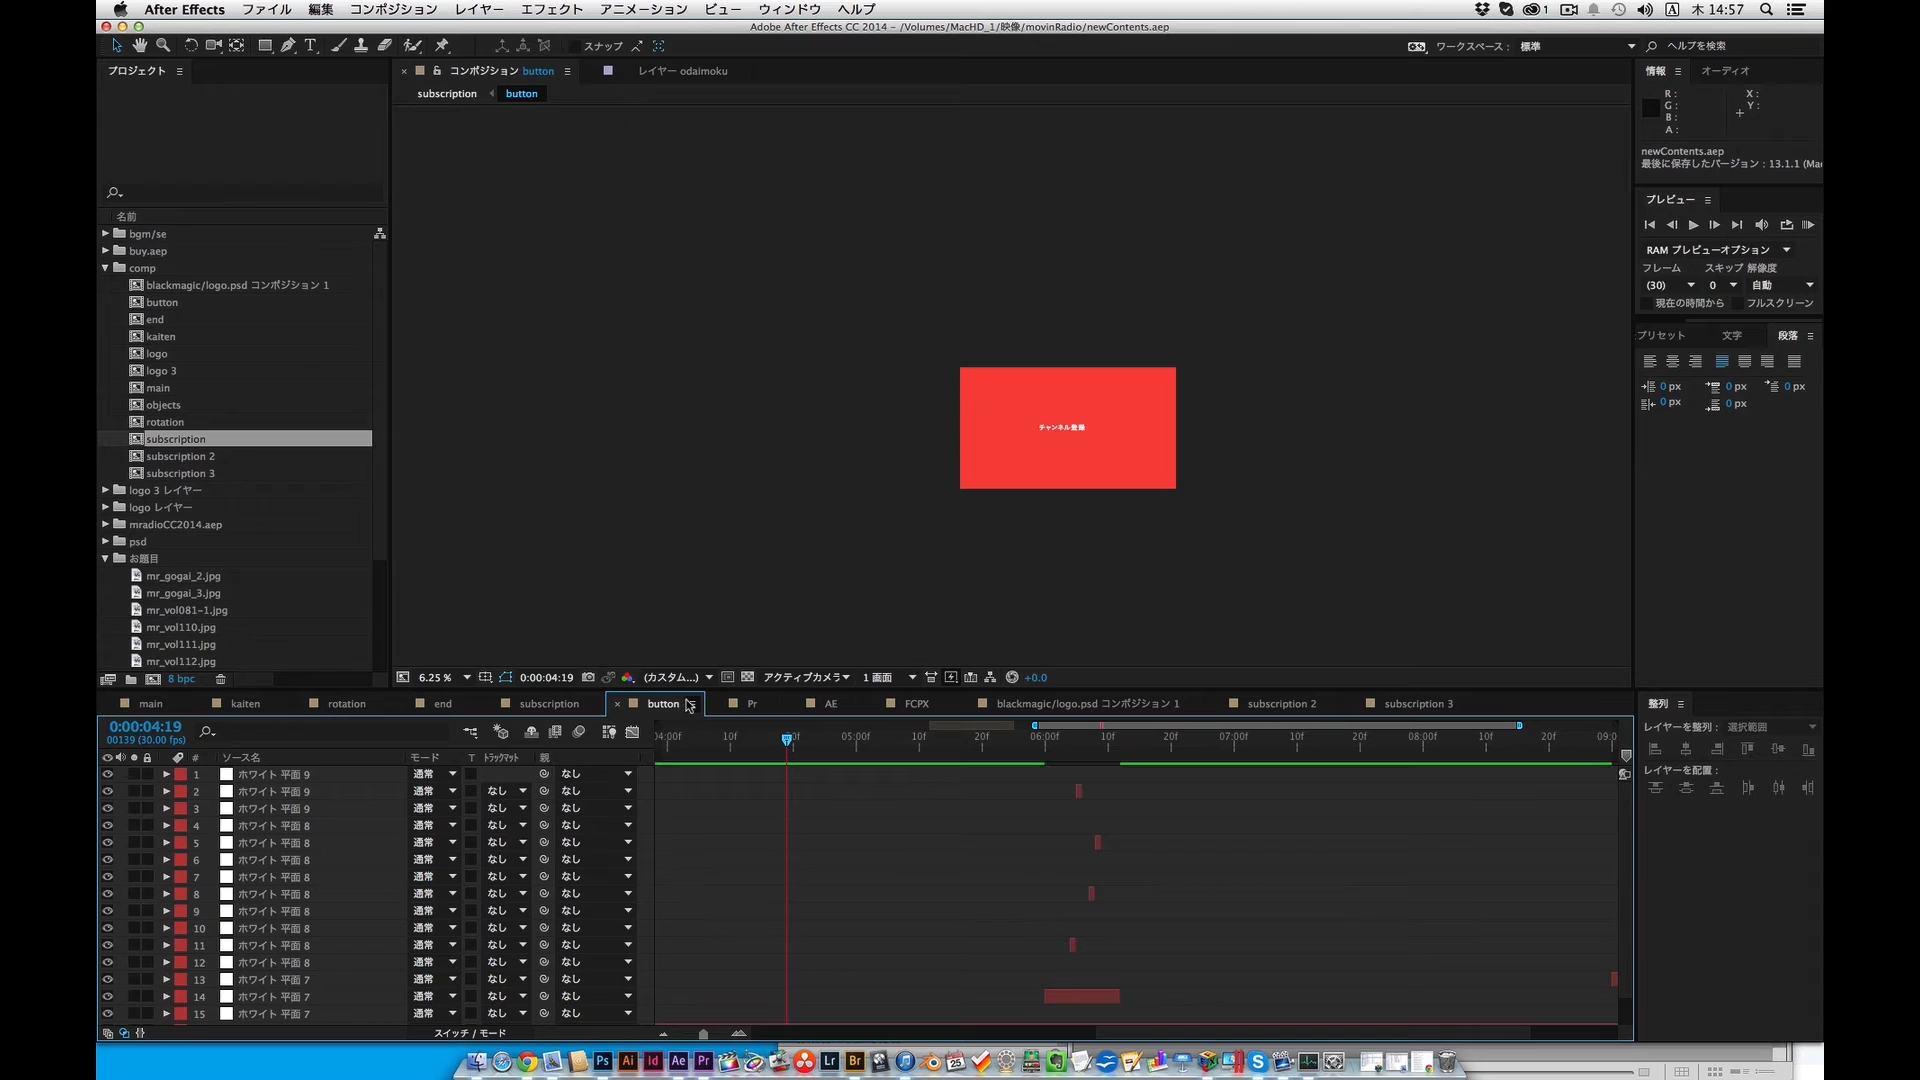 After Effects ファイル 編集 コンポジション レイヤー エフェクト アニメーション ビュー ウィンドウ ヘルプ 1 A 木 14:57
Adobe After Effects CC 2014 – /Volumes/MacHD_1/映像/movinRadio/newContents.aep
スナップ ワークスペース： 標準 ヘルプを検索
プロジェクト
コンポジション button レイヤー odaimoku
subscription button
名前
bgm/se
buy.aep
comp
blackmagic/logo.psd コンポジション 1
button
end
kaiten
logo
logo 3
main
objects
rotation
subscription
subscription 2
subscription 3
logo 3 レイヤー
logo レイヤー
mradioCC2014.aep
psd
お題目
mr_gogai_2.jpg
mr_gogai_3.jpg
mr_vol081-1.jpg
mr_vol110.jpg
mr_vol111.jpg
mr_vol112.jpg
8 bpc
チャンネル登録
6.25 % 0:00:04:19 (カスタム...) アクティブカメラ 1 画面 +0.0
情報 オーディオ
R : X :
G : Y :
B :
A :
newContents.aep
最後に保存したバージョン：13.1.1 (Ma
プレビュー
RAM プレビューオプション
フレーム スキップ 解像度
(30) 0 自動
現在の時間から フルスクリーン
プリセット 文字 段落
0 px 0 px 0 px
0 px 0 px
main kaiten rotation end subscription button Pr AE FCPX blackmagic/logo.psd コンポジション 1 subscription 2 subscription 3
0:00:04:19
00139 (30.00 fps)
04:00f 10f 20f 05:00f 10f 20f 06:00f 10f 20f 07:00f 10f 20f 08:00f 10f 20f 09:0
# ソース名 モード T トラックマット 親
1 ホワイト 平面 9 通常 なし
2 ホワイト 平面 9 通常 なし なし
3 ホワイト 平面 9 通常 なし なし
4 ホワイト 平面 8 通常 なし なし
5 ホワイト 平面 8 通常 なし なし
6 ホワイト 平面 8 通常 なし なし
7 ホワイト 平面 8 通常 なし なし
8 ホワイト 平面 8 通常 なし なし
9 ホワイト 平面 8 通常 なし なし
10 ホワイト 平面 8 通常 なし なし
11 ホワイト 平面 8 通常 なし なし
12 ホワイト 平面 8 通常 なし なし
13 ホワイト 平面 7 通常 なし なし
14 ホワイト 平面 7 通常 なし なし
15 ホワイト 平面 7 通常 なし なし
スイッチ / モード
整列
レイヤーを整列： 選択範囲
レイヤーを配置：
Ps Ai Id Ae Pr Lr Br 25 S